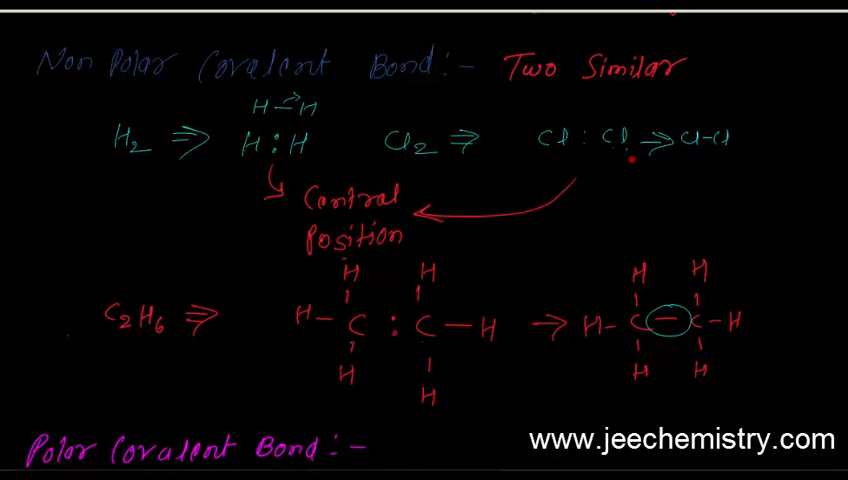 Non Polar Covalent Bond:- Two Similar
H–H
H2 ⇒ H : H Cl2 ⇒ Cl : Cl ⇒ Cl-Cl
Central
Position
H H H H
C2H6 ⇒ H– C : C –H → H– C – C –H
H H H H
Polar Covalent Bond:-
www.jeechemistry.com